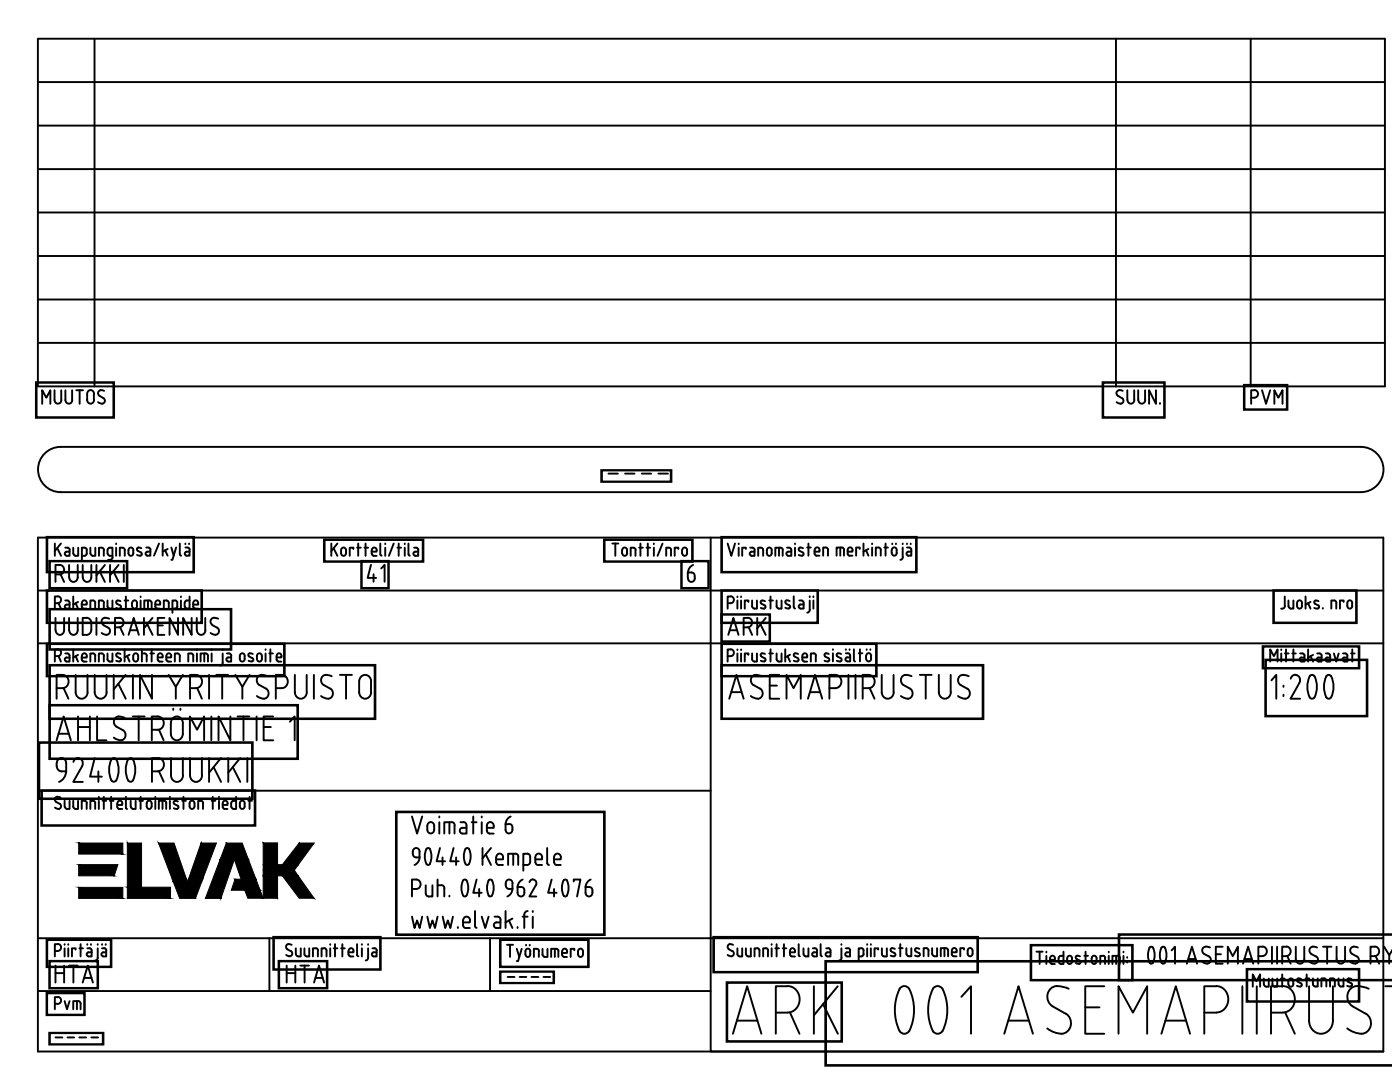 MUUTOS SUUN. PVM
----
Kaupunginosa/kylä Kortteli/tila Tontti/nro Viranomaisten merkintöjä
RUUKKI 41 6
Rakennustoimenpide Piirustuslaji Juoks. nro
UUDISRAKENNUS ARK
Rakennuskohteen nimi ja osoite Piirustuksen sisältö Mittakaavat
RUUKIN YRITYSPUISTO ASEMAPIIRUSTUS 1:200
AHLSTRÖMINTIE 1
92400 RUUKKI
Suunnittelutoimiston tiedot
ELVAK
Voimatie 6
90440 Kempele
Puh. 040 962 4076
www.elvak.fi
Piirtäjä Suunnittelija Työnumero Suunnitteluala ja piirustusnumero Tiedostonimi: 001 ASEMAPIIRUSTUS RY
HTA HTA ---- Muutostunnus
Pvm ARK 001 ASEMAPIIRUS
----